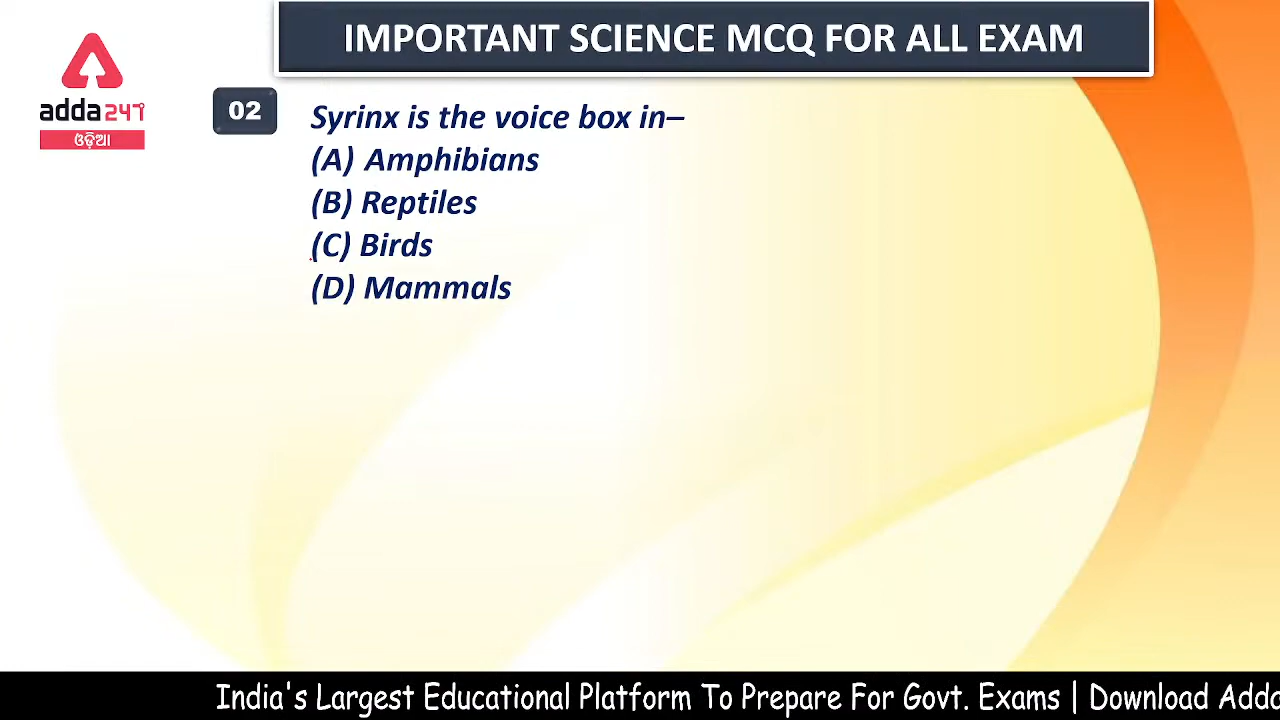 IMPORTANT SCIENCE MCQ FOR ALL EXAM
adda247
ଓଡ଼ିଆ
02
Syrinx is the voice box in–
(A) Amphibians
(B) Reptiles
(C) Birds
(D) Mammals
India's Largest Educational Platform To Prepare For Govt. Exams | Download Adda